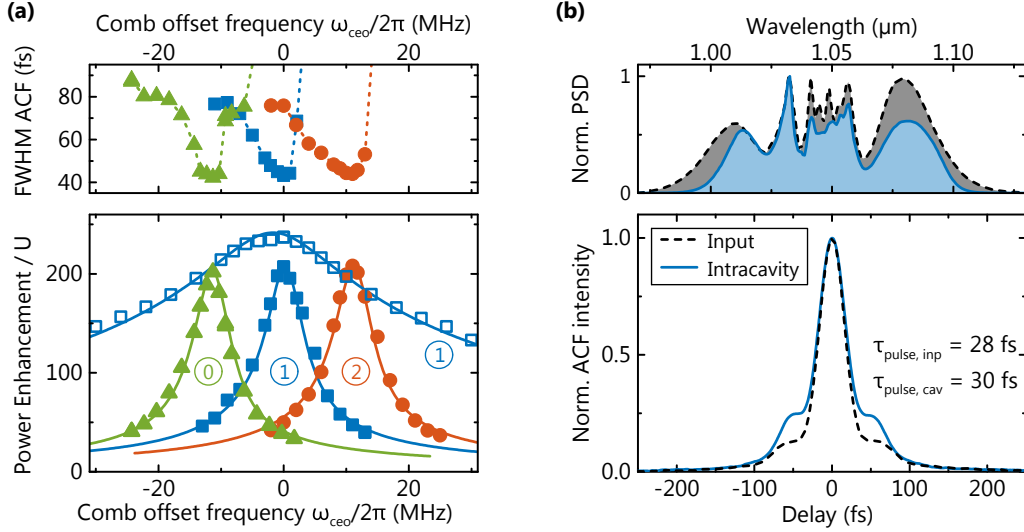 (a)
Comb offset frequency ω_ceo/2π (MHz)
-20 0 20
FWHM ACF (fs)
80
60
40
Power Enhancement / U
200
100
0
0
1
2
1
-20 0 20
Comb offset frequency ω_ceo/2π (MHz)
(b)
Wavelength (μm)
1.00 1.05 1.10
Norm. PSD
1
0
Norm. ACF intensity
1.0
0.5
0.0
Input
Intracavity
τ_pulse, inp = 28 fs
τ_pulse, cav = 30 fs
-200 -100 0 100 200
Delay (fs)